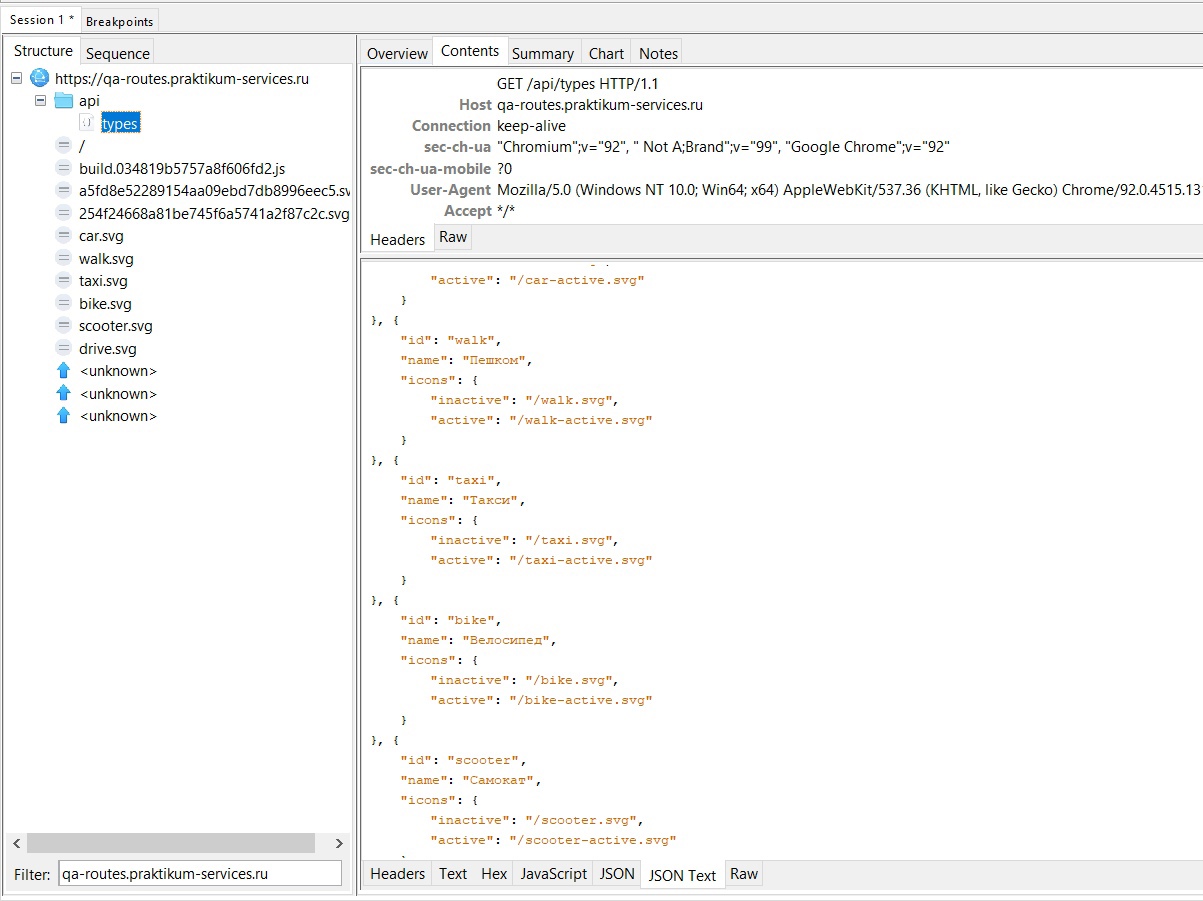 Session 1 *
Breakpoints
Structure
Sequence
https://qa-routes.praktikum-services.ru
api
types
/
build.034819b5757a8f606fd2.js
a5fd8e52289154aa09ebd7db8996eec5.sv
254f24668a81be745f6a5741a2f87c2c.svg
car.svg
walk.svg
taxi.svg
bike.svg
scooter.svg
drive.svg
<unknown>
<unknown>
<unknown>
Filter: qa-routes.praktikum-services.ru
Overview Contents Summary Chart Notes
GET /api/types HTTP/1.1
Host qa-routes.praktikum-services.ru
Connection keep-alive
sec-ch-ua "Chromium";v="92", " Not A;Brand";v="99", "Google Chrome";v="92"
sec-ch-ua-mobile ?0
User-Agent Mozilla/5.0 (Windows NT 10.0; Win64; x64) AppleWebKit/537.36 (KHTML, like Gecko) Chrome/92.0.4515.13
Accept */*
Headers Raw
"active": "/car-active.svg"
}
}, {
"id": "walk",
"name": "Пешком",
"icons": {
"inactive": "/walk.svg",
"active": "/walk-active.svg"
}
}, {
"id": "taxi",
"name": "Такси",
"icons": {
"inactive": "/taxi.svg",
"active": "/taxi-active.svg"
}
}, {
"id": "bike",
"name": "Велосипед",
"icons": {
"inactive": "/bike.svg",
"active": "/bike-active.svg"
}
}, {
"id": "scooter",
"name": "Самокат",
"icons": {
"inactive": "/scooter.svg",
"active": "/scooter-active.svg"
Headers Text Hex JavaScript JSON JSON Text Raw